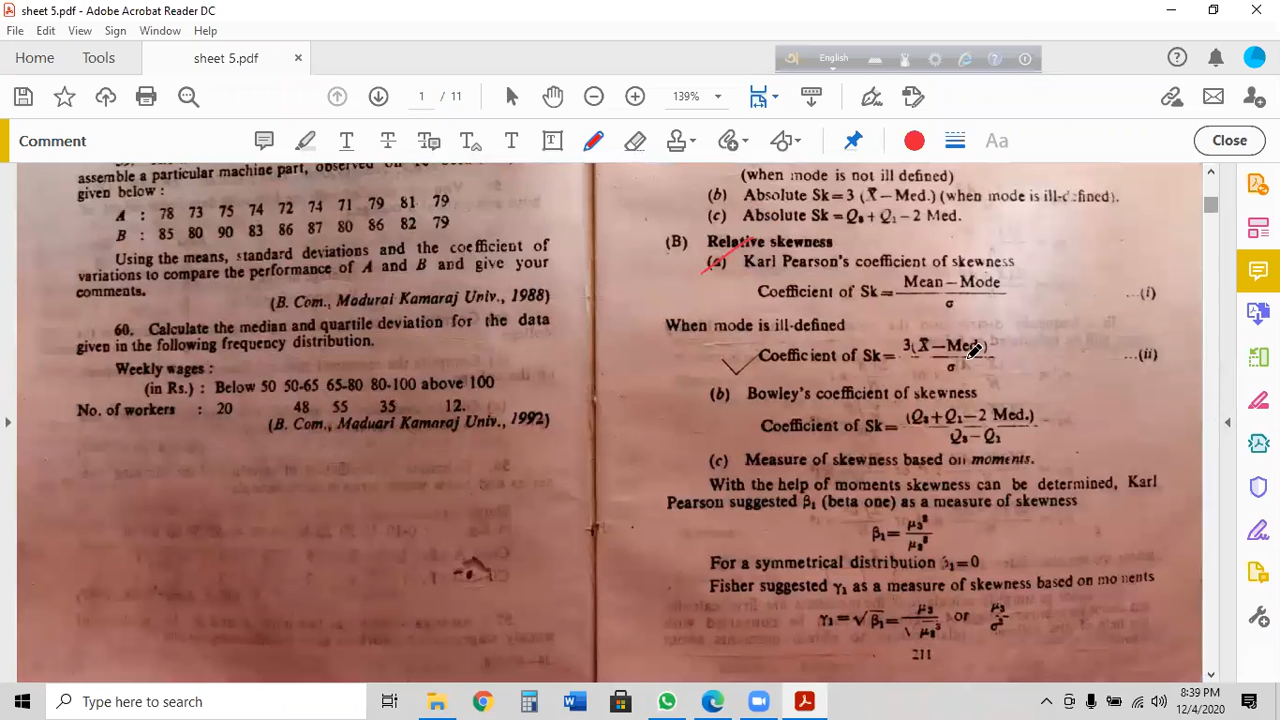 sheet 5.pdf - Adobe Acrobat Reader DC
File Edit View Sign Window Help
Home Tools sheet 5.pdf English
1 / 11 139%
Comment Close
assemble a particular machine part, observed on
given below :
A : 78 73 75 74 72 74 71 79 81 79
B : 85 80 90 83 86 87 80 86 82 79
Using the means, standard deviations and the coefficient of
variations to compare the performance of A and B and give your
comments.
(B. Com., Madurai Kamaraj Univ., 1988)
60. Calculate the median and quartile deviation for the data
given in the following frequency distribution.
Weekly wages :
(in Rs.) : Below 50 50-65 65-80 80-100 above 100
No. of workers : 20 48 55 35 12.
(B. Com., Maduari Kamaraj Univ., 1992)
(when mode is not ill defined)
(b) Absolute Sk=3 (X̄-Med.) (when mode is ill-defined).
(c) Absolute Sk=Q₃+Q₁-2 Med.
(B) Relative skewness
(a) Karl Pearson's coefficient of skewness
Coefficient of Sk= Mean-Mode / σ ...(i)
When mode is ill-defined
Coefficient of Sk= 3(X̄-Med.) / σ ...(ii)
(b) Bowley's coefficient of skewness
Coefficient of Sk= (Q₃+Q₁-2 Med.) / Q₃-Q₁
(c) Measure of skewness based on moments.
With the help of moments skewness can be determined, Karl
Pearson suggested β₁ (beta one) as a measure of skewness
β₁= μ₃² / μ₂³
For a symmetrical distribution β₁=0
Fisher suggested γ₁ as a measure of skewness based on moments
γ₁=√β₁= μ₃ / √μ₂³ or μ₃ / σ³
211
Type here to search
8:39 PM
12/4/2020